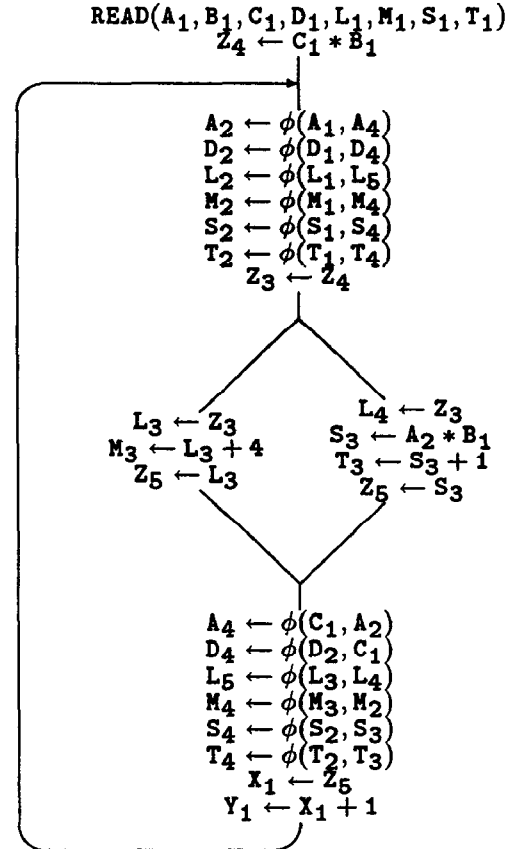 READ(A₁,B₁,C₁,D₁,L₁,M₁,S₁,T₁)
Z₄ ← C₁ * B₁
A₂ ← ϕ(A₁,A₄)
D₂ ← ϕ(D₁,D₄)
L₂ ← ϕ(L₁,L₅)
M₂ ← ϕ(M₁,M₄)
S₂ ← ϕ(S₁,S₄)
T₂ ← ϕ(T₁,T₄)
Z₃ ← Z₄
L₃ ← Z₃
M₃ ← L₃ + 4
Z₅ ← L₃
L₄ ← Z₃
S₃ ← A₂ * B₁
T₃ ← S₃ + 1
Z₅ ← S₃
A₄ ← ϕ(C₁,A₂)
D₄ ← ϕ(D₂,C₁)
L₅ ← ϕ(L₃,L₄)
M₄ ← ϕ(M₃,M₂)
S₄ ← ϕ(S₂,S₃)
T₄ ← ϕ(T₂,T₃)
X₁ ← Z₅
Y₁ ← X₁ + 1